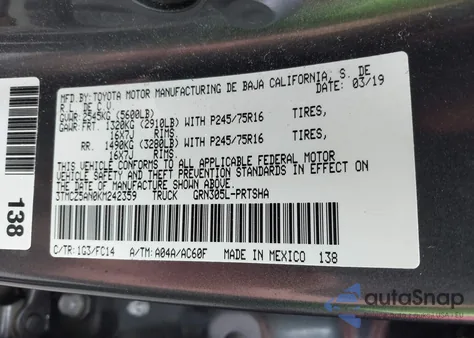 MFD.BY:TOYOTA MOTOR MANUFACTURING DE BAJA CALIFORNIA, S. DE
R.L. DE C.V. DATE: 03/19
GVWR: 2545KG (5600LB)
GAWR: FRT: 1320KG (2910LB) WITH P245/75R16 TIRES,
16X7J RIMS
RR: 1490KG (3280LB) WITH P245/75R16 TIRES,
16X7J RIMS
THIS VEHICLE CONFORMS TO ALL APPLICABLE FEDERAL MOTOR
VEHICLE SAFETY AND THEFT PREVENTION STANDARDS IN EFFECT ON
THE DATE OF MANUFACTURE SHOWN ABOVE.
3TMCZ5AN0KM242359 TRUCK GRN305L-PRTSHA
C/TR:1G3/FC14 A/TM: A04A/AC60F MADE IN MEXICO 138
138
autaSnap